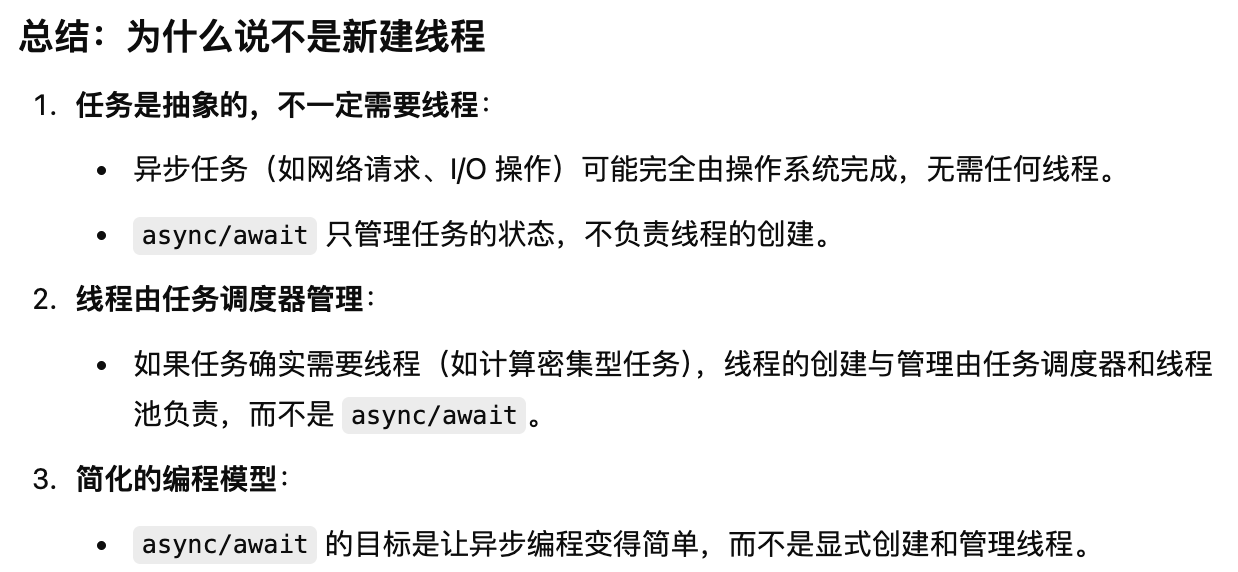 总结：为什么说不是新建线程
1. 任务是抽象的，不一定需要线程：
• 异步任务（如网络请求、I/O 操作）可能完全由操作系统完成，无需任何线程。
• async/await 只管理任务的状态，不负责线程的创建。
2. 线程由任务调度器管理：
• 如果任务确实需要线程（如计算密集型任务），线程的创建与管理由任务调度器和线程
池负责，而不是 async/await 。
3. 简化的编程模型：
• async/await 的目标是让异步编程变得简单，而不是显式创建和管理线程。